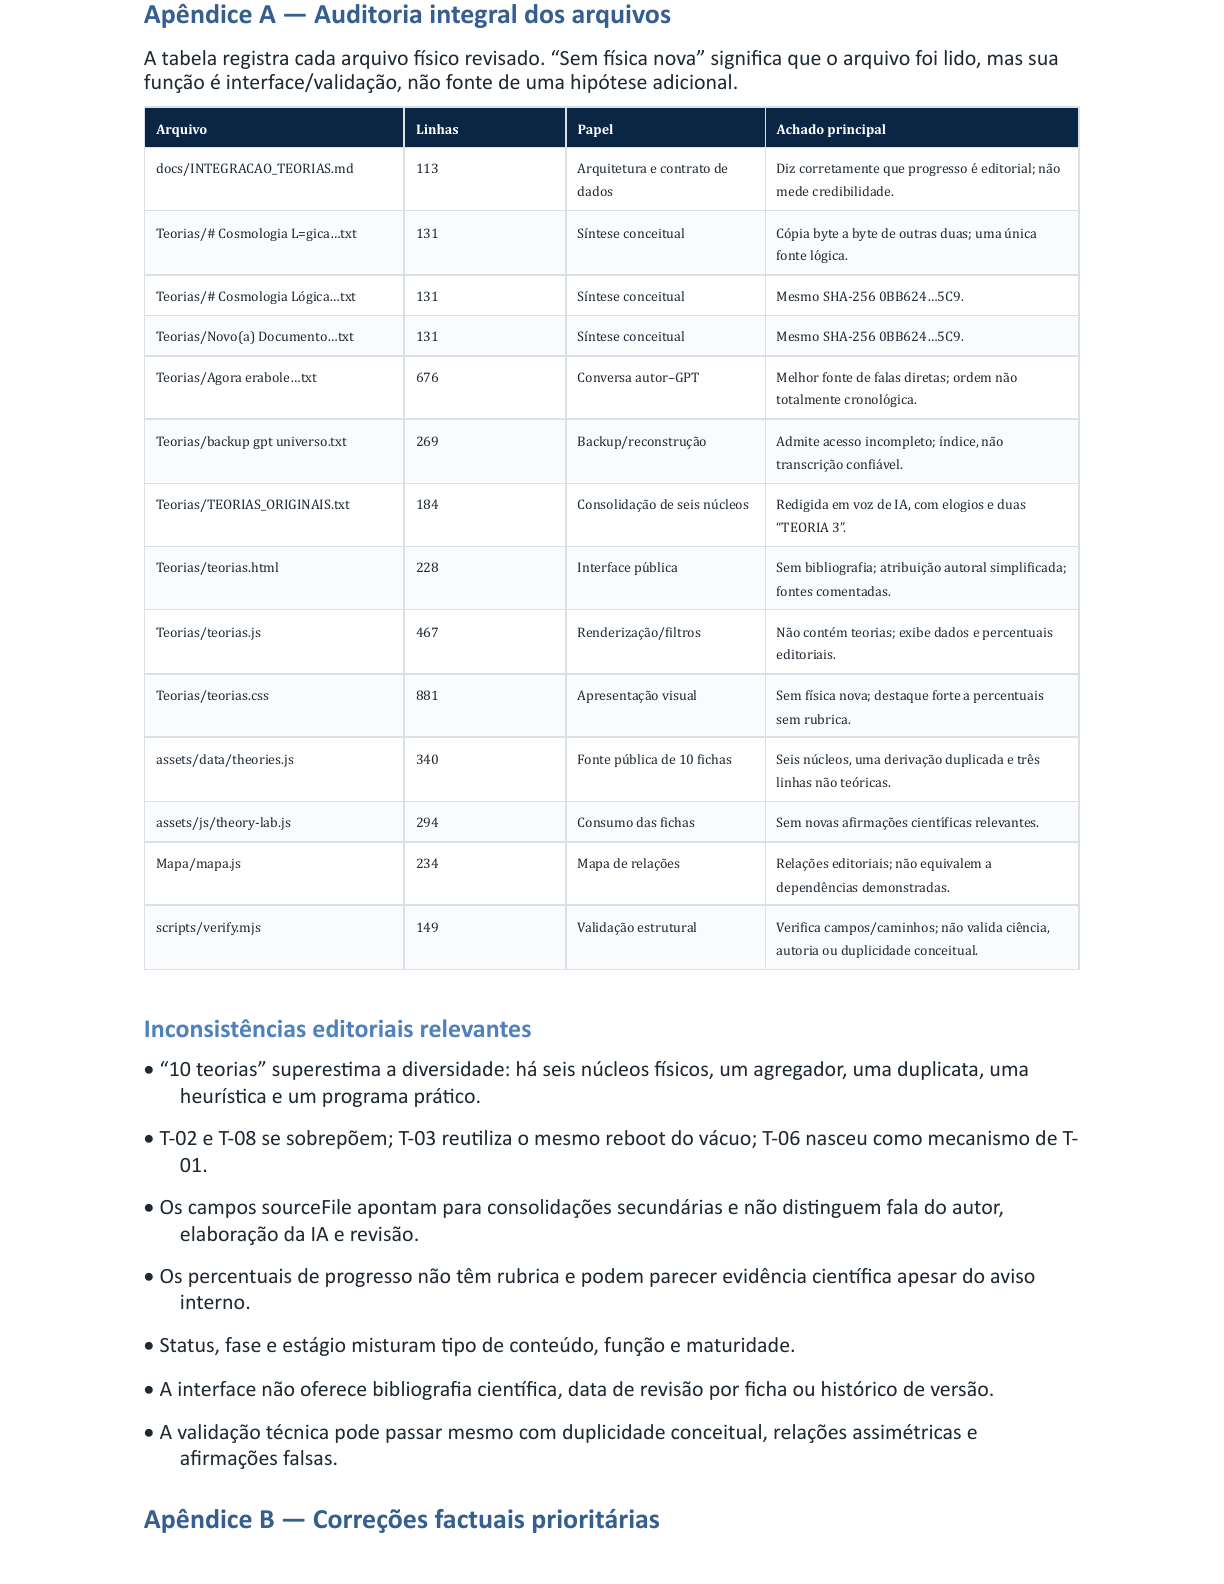 Apêndice A — Auditoria integral dos arquivos
A tabela registra cada arquivo físico revisado. “Sem física nova” significa que o arquivo foi lido, mas sua
função é interface/validação, não fonte de uma hipótese adicional.
Arquivo Linhas Papel Achado principal
docs/INTEGRACAO_TEORIAS.md 113 Arquitetura e contrato de Diz corretamente que progresso é editorial; não
dados mede credibilidade.
Teorias/# Cosmologia L=gica...txt 131 Síntese conceitual Cópia byte a byte de outras duas; uma única
fonte lógica.
Teorias/# Cosmologia Lógica...txt 131 Síntese conceitual Mesmo SHA-256 0BB624...5C9.
Teorias/Novo(a) Documento...txt 131 Síntese conceitual Mesmo SHA-256 0BB624...5C9.
Teorias/Agora erabole...txt 676 Conversa autor–GPT Melhor fonte de falas diretas; ordem não
totalmente cronológica.
Teorias/backup gpt universo.txt 269 Backup/reconstrução Admite acesso incompleto; índice, não
transcrição confiável.
Teorias/TEORIAS_ORIGINAIS.txt 184 Consolidação de seis núcleos Redigida em voz de IA, com elogios e duas
“TEORIA 3”.
Teorias/teorias.html 228 Interface pública Sem bibliografia; atribuição autoral simplificada;
fontes comentadas.
Teorias/teorias.js 467 Renderização/filtros Não contém teorias; exibe dados e percentuais
editoriais.
Teorias/teorias.css 881 Apresentação visual Sem física nova; destaque forte a percentuais
sem rubrica.
assets/data/theories.js 340 Fonte pública de 10 fichas Seis núcleos, uma derivação duplicada e três
linhas não teóricas.
assets/js/theory-lab.js 294 Consumo das fichas Sem novas afirmações científicas relevantes.
Mapa/mapa.js 234 Mapa de relações Relações editoriais; não equivalem a
dependências demonstradas.
scripts/verify.mjs 149 Validação estrutural Verifica campos/caminhos; não valida ciência,
autoria ou duplicidade conceitual.
Inconsistências editoriais relevantes
• “10 teorias” superestima a diversidade: há seis núcleos físicos, um agregador, uma duplicata, uma
heurística e um programa prático.
• T-02 e T-08 se sobrepõem; T-03 reutiliza o mesmo reboot do vácuo; T-06 nasceu como mecanismo de T-
01.
• Os campos sourceFile apontam para consolidações secundárias e não distinguem fala do autor,
elaboração da IA e revisão.
• Os percentuais de progresso não têm rubrica e podem parecer evidência científica apesar do aviso
interno.
• Status, fase e estágio misturam tipo de conteúdo, função e maturidade.
• A interface não oferece bibliografia científica, data de revisão por ficha ou histórico de versão.
• A validação técnica pode passar mesmo com duplicidade conceitual, relações assimétricas e
afirmações falsas.
Apêndice B — Correções factuais prioritárias